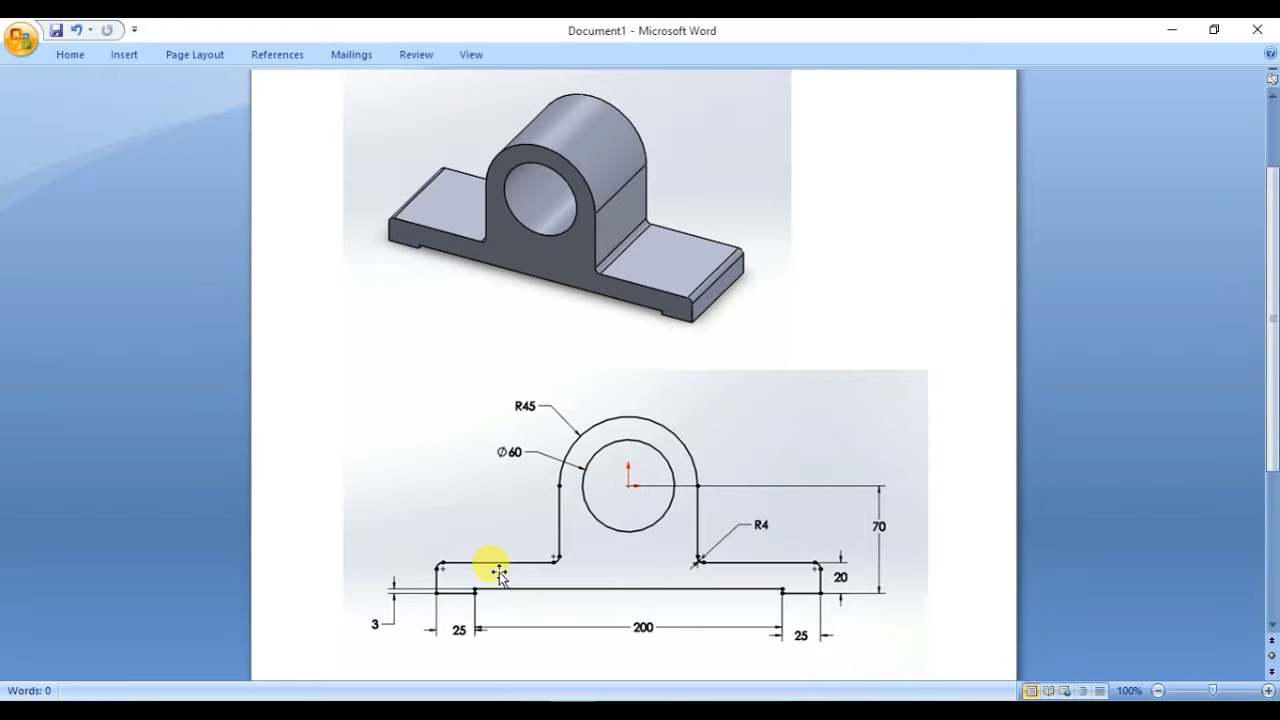 Document1 - Microsoft Word
Home Insert Page Layout References Mailings Review View
R45
Ø60
R4
70
20
3
25
200
25
Words: 0
100%